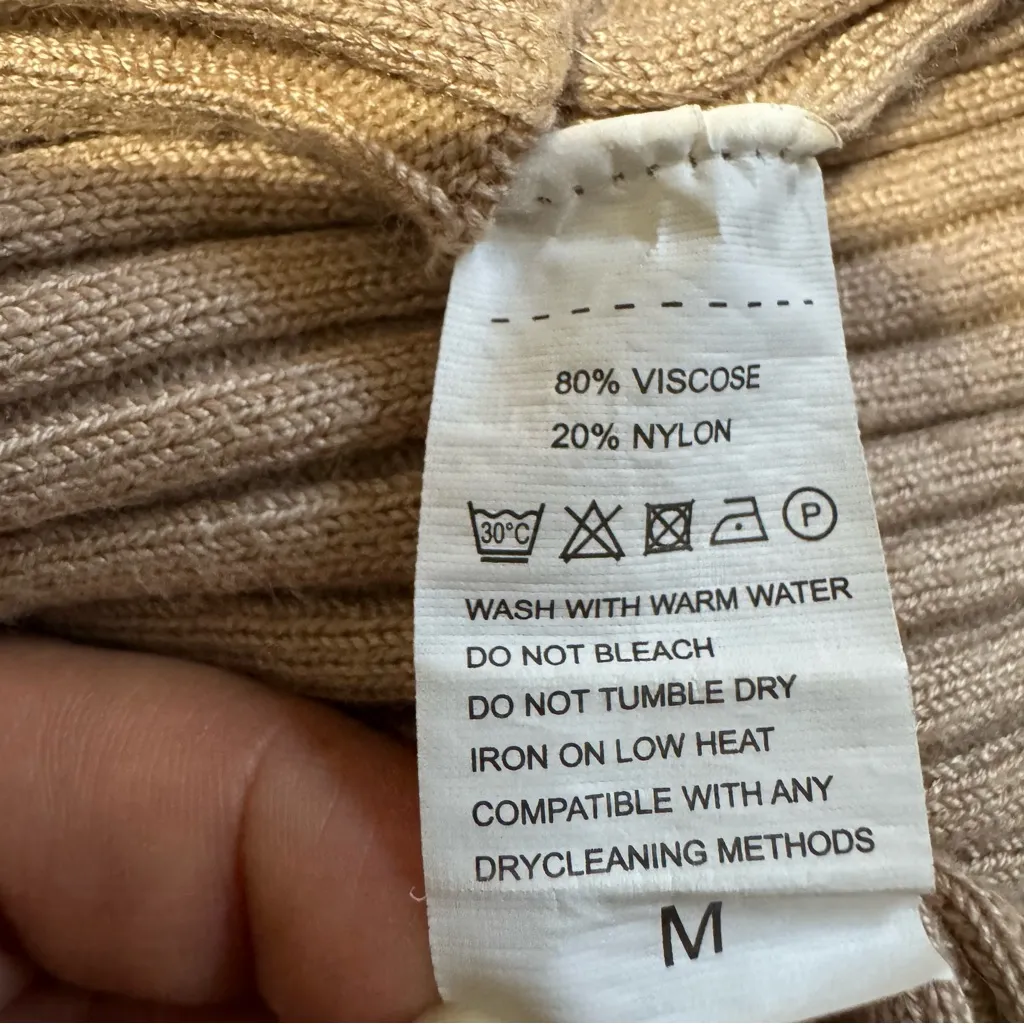 80% VISCOSE
20% NYLON
30°C P
WASH WITH WARM WATER
DO NOT BLEACH
DO NOT TUMBLE DRY
IRON ON LOW HEAT
COMPATIBLE WITH ANY
DRYCLEANING METHODS
M